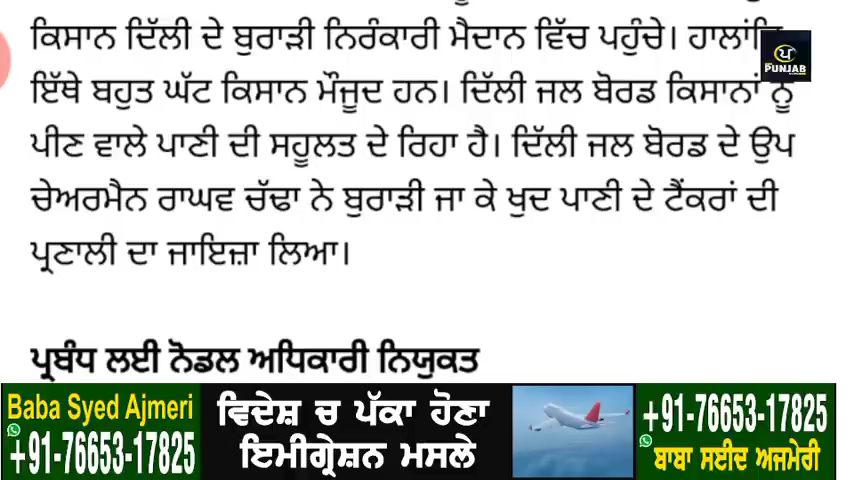 ਕਿਸਾਨ ਦਿੱਲੀ ਦੇ ਬੁਰਾੜੀ ਨਿਰੰਕਾਰੀ ਮੈਦਾਨ ਵਿੱਚ ਪਹੁੰਚੇ। ਹਾਲਾਂਕਿ
ਇੱਥੇ ਬਹੁਤ ਘੱਟ ਕਿਸਾਨ ਮੌਜੂਦ ਹਨ। ਦਿੱਲੀ ਜਲ ਬੋਰਡ ਕਿਸਾਨਾਂ ਨੂੰ
ਪੀਣ ਵਾਲੇ ਪਾਣੀ ਦੀ ਸਹੂਲਤ ਦੇ ਰਿਹਾ ਹੈ। ਦਿੱਲੀ ਜਲ ਬੋਰਡ ਦੇ ਉਪ
ਚੇਅਰਮੈਨ ਰਾਘਵ ਚੱਢਾ ਨੇ ਬੁਰਾੜੀ ਜਾ ਕੇ ਖੁਦ ਪਾਣੀ ਦੇ ਟੈਂਕਰਾਂ ਦੀ
ਪ੍ਰਣਾਲੀ ਦਾ ਜਾਇਜ਼ਾ ਲਿਆ।
ਪ੍ਰਬੰਧ ਲਈ ਨੋਡਲ ਅਧਿਕਾਰੀ ਨਿਯੁਕਤ
ਪ
PUNJAB
Baba Syed Ajmeri
+91-76653-17825
ਵਿਦੇਸ਼ ਚ ਪੱਕਾ ਹੋਣਾ
ਇਮੀਗ੍ਰੇਸ਼ਨ ਮਸਲੇ
+91-76653-17825
ਬਾਬਾ ਸਈਦ ਅਜਮੇਰੀ